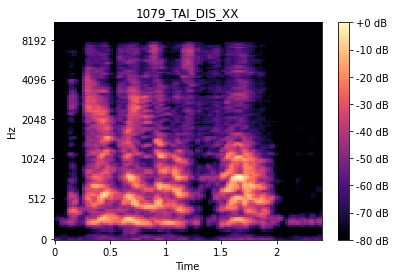 1079_TAI_DIS_XX
8192
4096
2048
1024
512
0
Hz
0
0.5
1
1.5
2
Time
+0 dB
-10 dB
-20 dB
-30 dB
-40 dB
-50 dB
-60 dB
-70 dB
-80 dB